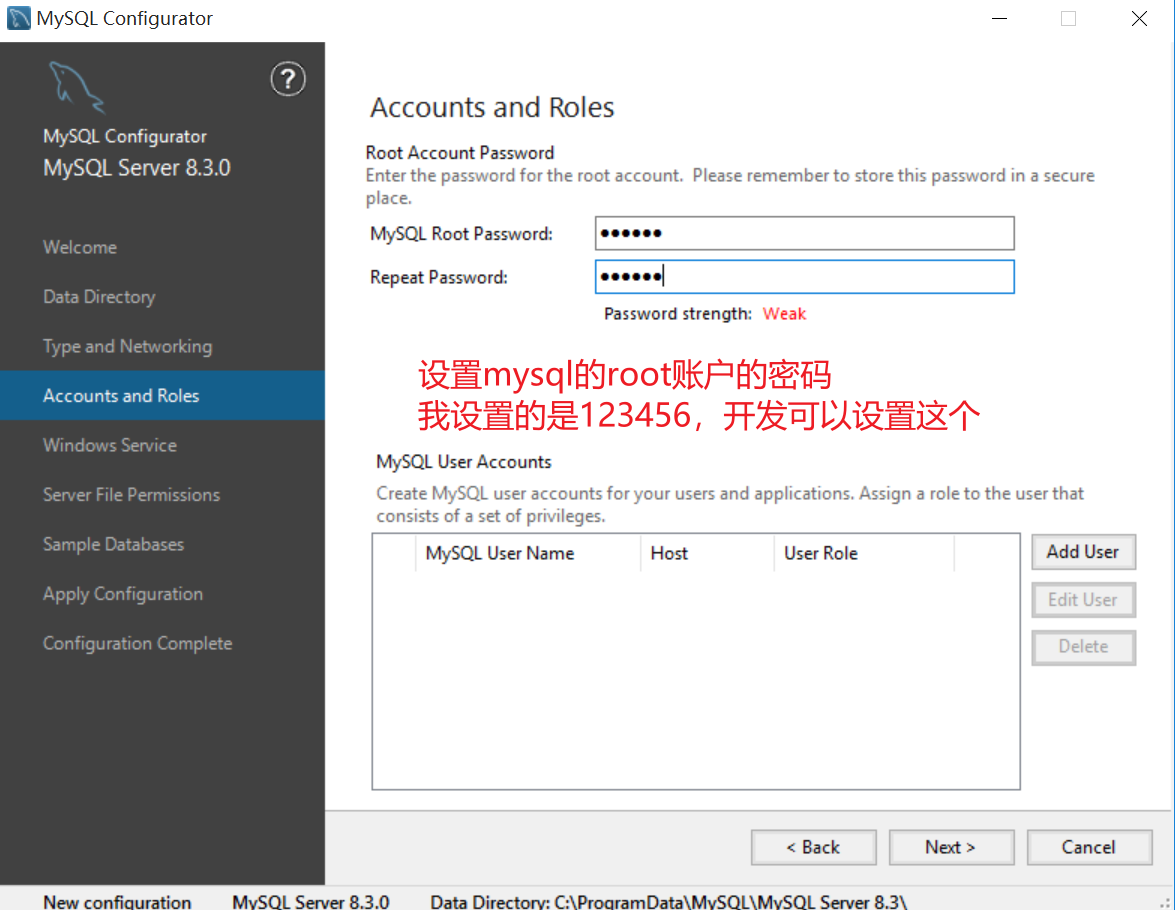 MySQL Configurator
?
MySQL Configurator
MySQL Server 8.3.0
Welcome
Data Directory
Type and Networking
Accounts and Roles
Windows Service
Server File Permissions
Sample Databases
Apply Configuration
Configuration Complete
Accounts and Roles
Root Account Password
Enter the password for the root account.  Please remember to store this password in a secure
place.
MySQL Root Password: ●●●●●●
Repeat Password: ●●●●●●
Password strength: Weak
设置mysql的root账户的密码
我设置的是123456，开发可以设置这个
MySQL User Accounts
Create MySQL user accounts for your users and applications. Assign a role to the user that
consists of a set of privileges.
MySQL User Name Host User Role
Add User
Edit User
Delete
< Back Next > Cancel
New configuration MySQL Server 8.3.0 Data Directory: C:\ProgramData\MySQL\MySQL Server 8.3\